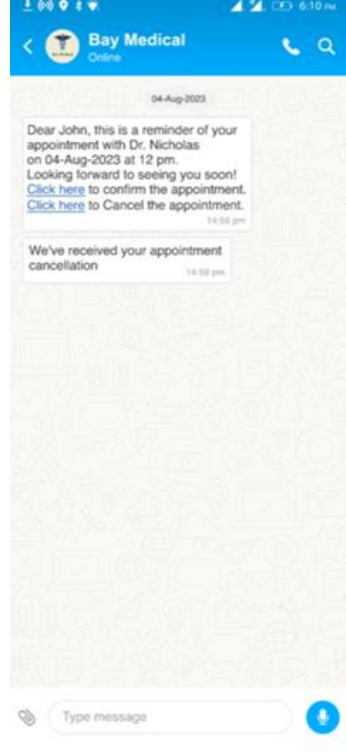 6:10 PM
Bay Medical
Online
04-Aug-2023
Dear John, this is a reminder of your
appointment with Dr. Nicholas
on 04-Aug-2023 at 12 pm.
Looking forward to seeing you soon!
Click here to confirm the appointment.
Click here to Cancel the appointment.
14:59 pm
We've received your appointment
cancellation
14:59 pm
Type message